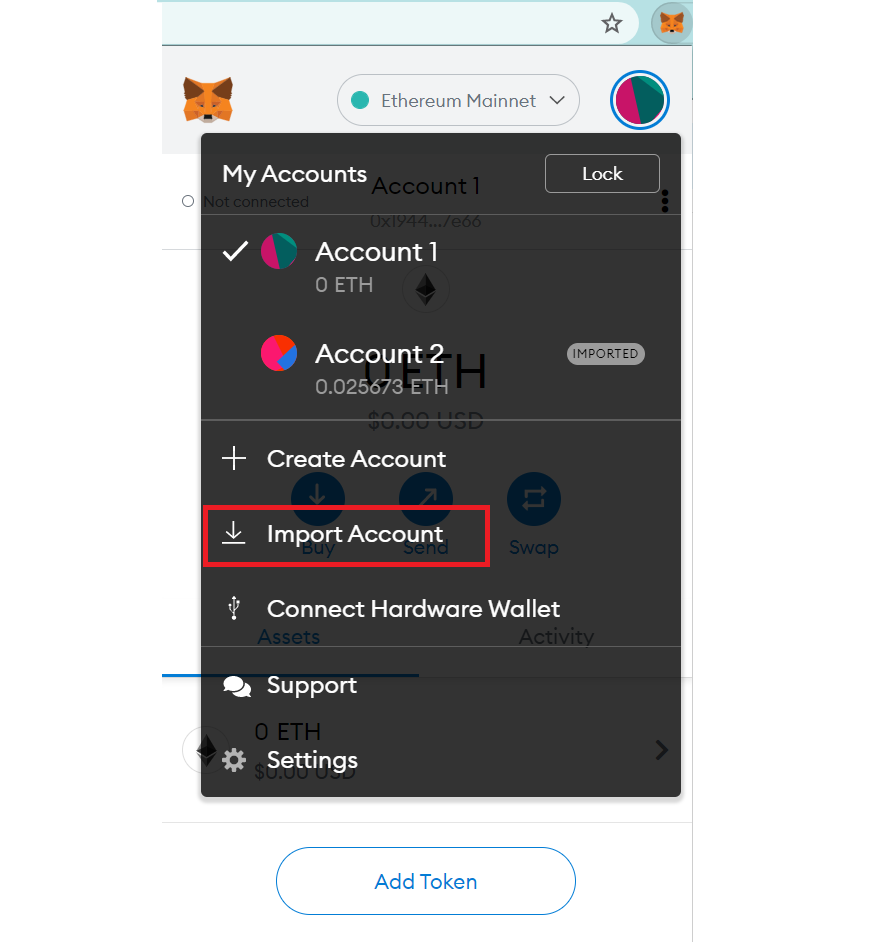 Ethereum Mainnet
My Accounts
Lock
Account 1
Not connected
0x1944.../e66
Account 1
0 ETH
Account 2
IMPORTED
0 ETH
0.025673 ETH
$0.00 USD
Create Account
Import Account
Buy
Send
Swap
Connect Hardware Wallet
Assets
Activity
Support
0 ETH
Settings
$0.00 USD
Add Token